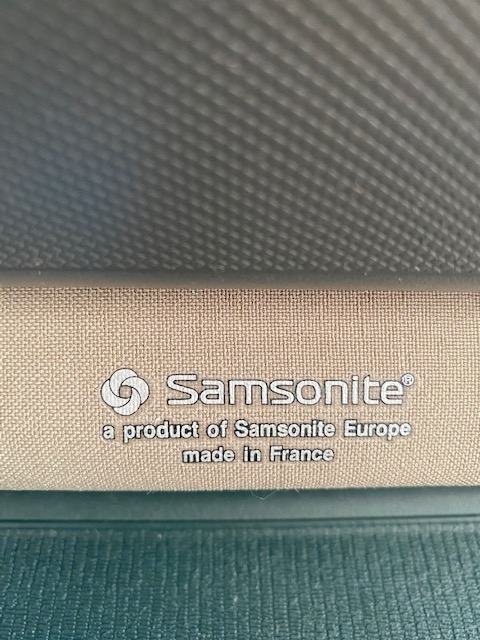 Samsonite®
a product of Samsonite Europe
made in France